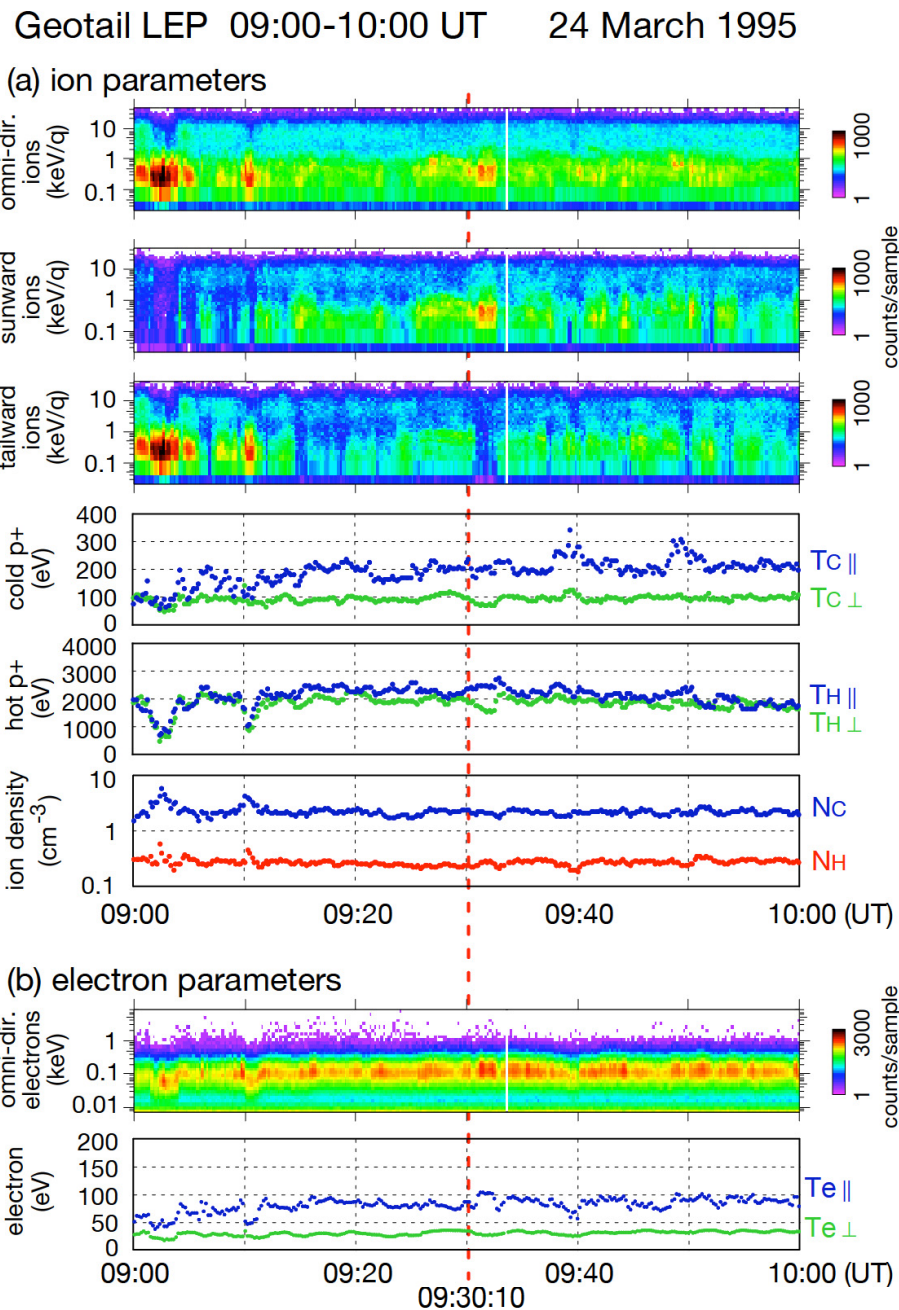 Geotail LEP 09:00-10:00 UT 24 March 1995
(a) ion parameters
omni-dir. ions (keV/q)
10
1
0.1
1000
1
sunward ions (keV/q)
10
1
0.1
1000
1
counts/sample
tailward ions (keV/q)
10
1
0.1
1000
1
cold p+ (eV)
400
300
200
100
0
TC ||
TC ⊥
hot p+ (eV)
4000
3000
2000
1000
0
TH ||
TH ⊥
ion density (cm-3)
10
1
0.1
NC
NH
09:00 09:20 09:40 10:00 (UT)
(b) electron parameters
omni-dir. electrons (keV)
1
0.1
0.01
3000
1
counts/sample
electron (eV)
200
150
100
50
0
Te ||
Te ⊥
09:00 09:20 09:40 10:00 (UT)
09:30:10